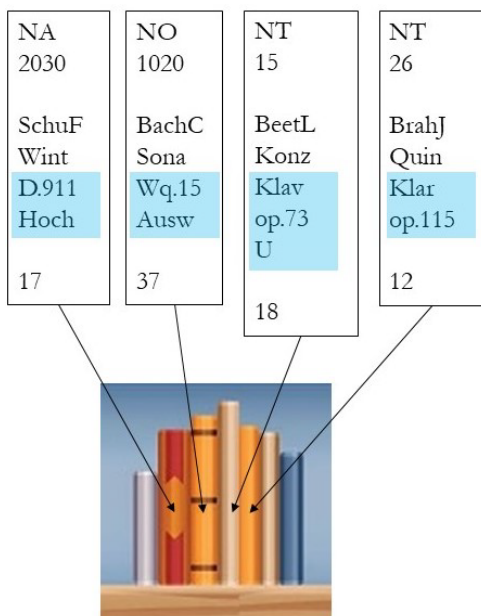 NA
2030
SchuF
Wint
D.911
Hoch
17
NO
1020
BachC
Sona
Wq.15
Ausw
37
NT
15
BeetL
Konz
Klav
op.73
U
18
NT
26
BrahJ
Quin
Klar
op.115
12